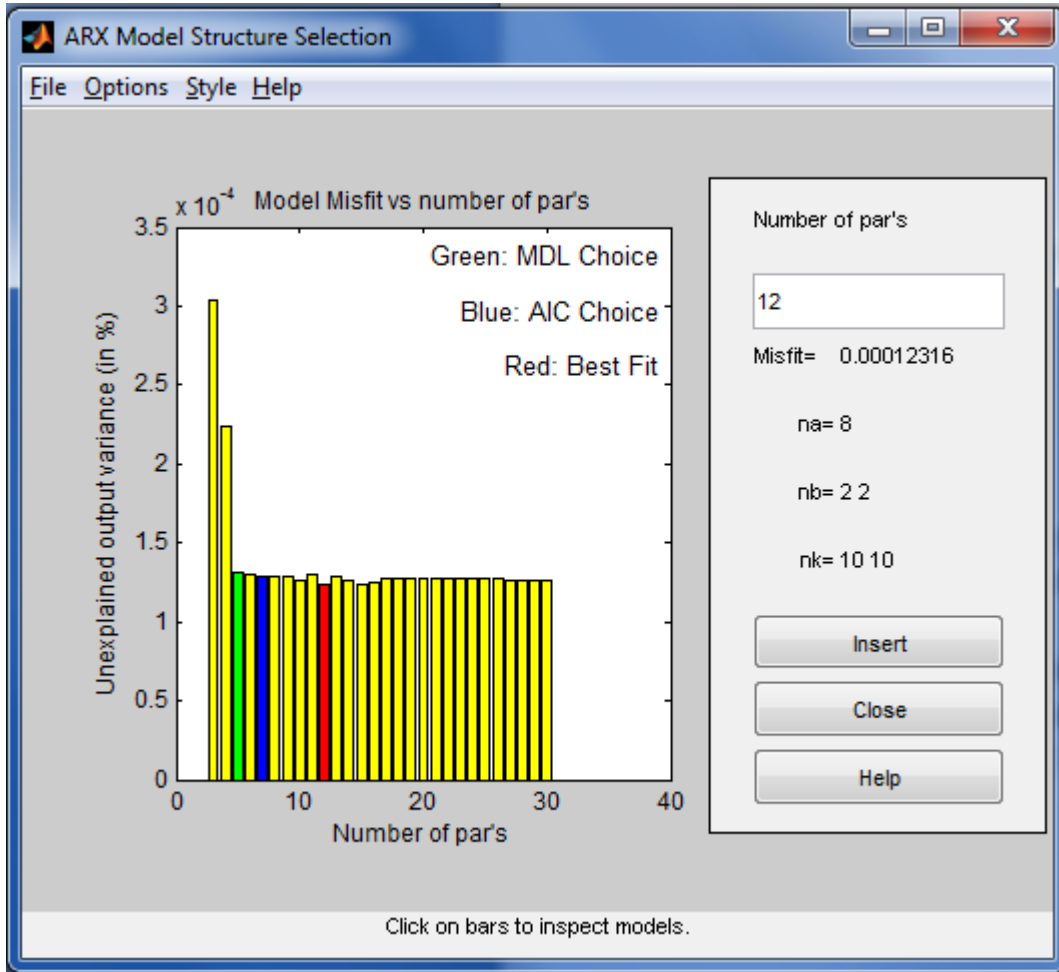 ARX Model Structure Selection
File Options Style Help
x 10^-4 Model Misfit vs number of par's
Green: MDL Choice
Blue: AIC Choice
Red: Best Fit
Unexplained output variance (in %)
3.5
3
2.5
2
1.5
1
0.5
0
0 10 20 30 40
Number of par's
Number of par's
12
Misfit= 0.00012316
na= 8
nb= 2 2
nk= 10 10
Insert
Close
Help
Click on bars to inspect models.